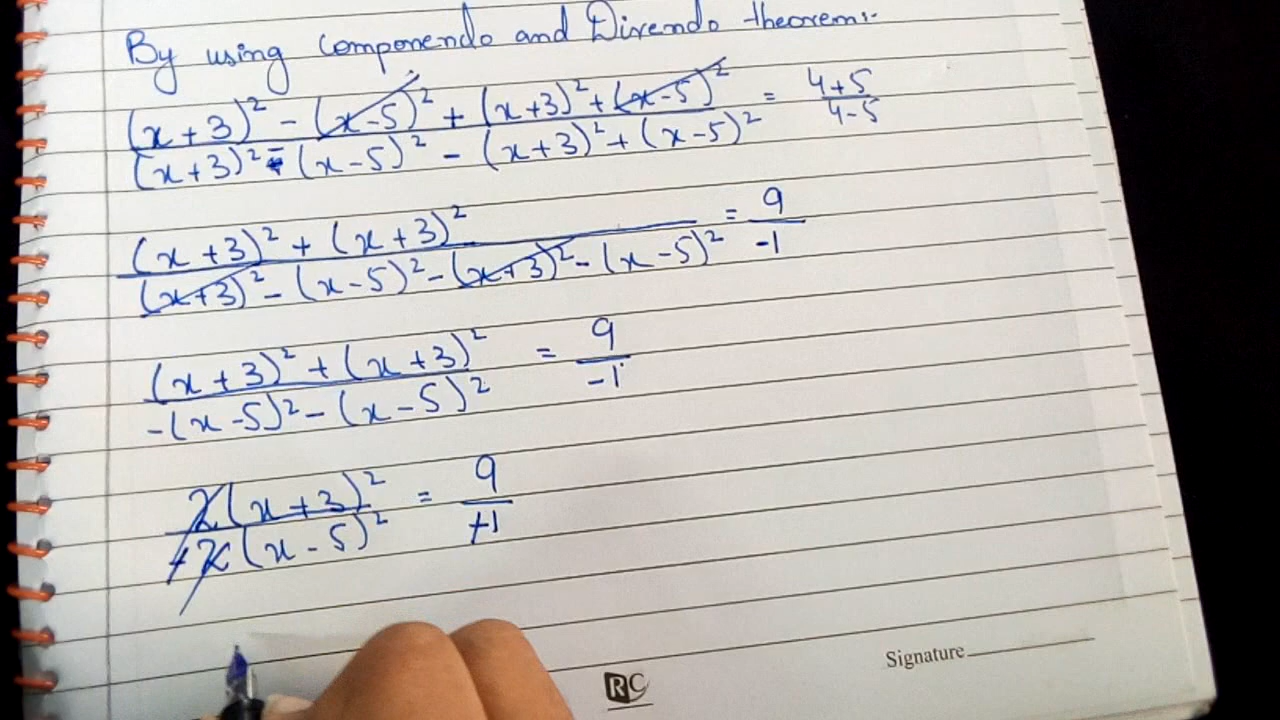 By using Componendo and Divendo theorem:-
(x+3)² - (x-5)² + (x+3)² + (x-5)² = 4+5
(x+3)² - (x-5)² - (x+3)² + (x-5)² 4-5
(x+3)² + (x+3)² = 9
(x+3)² - (x-5)² - (x+3)² - (x-5)² -1
(x+3)² + (x+3)² = 9
-(x-5)² - (x-5)² -1
2(x+3)² = 9
+2(x-5)² +1
Signature
RC